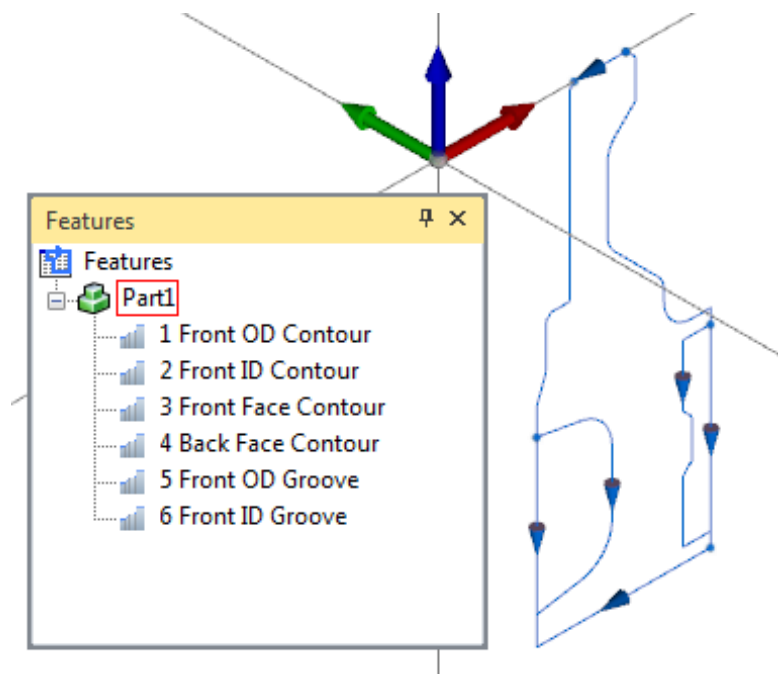 Features
Features
Part1
1 Front OD Contour
2 Front ID Contour
3 Front Face Contour
4 Back Face Contour
5 Front OD Groove
6 Front ID Groove